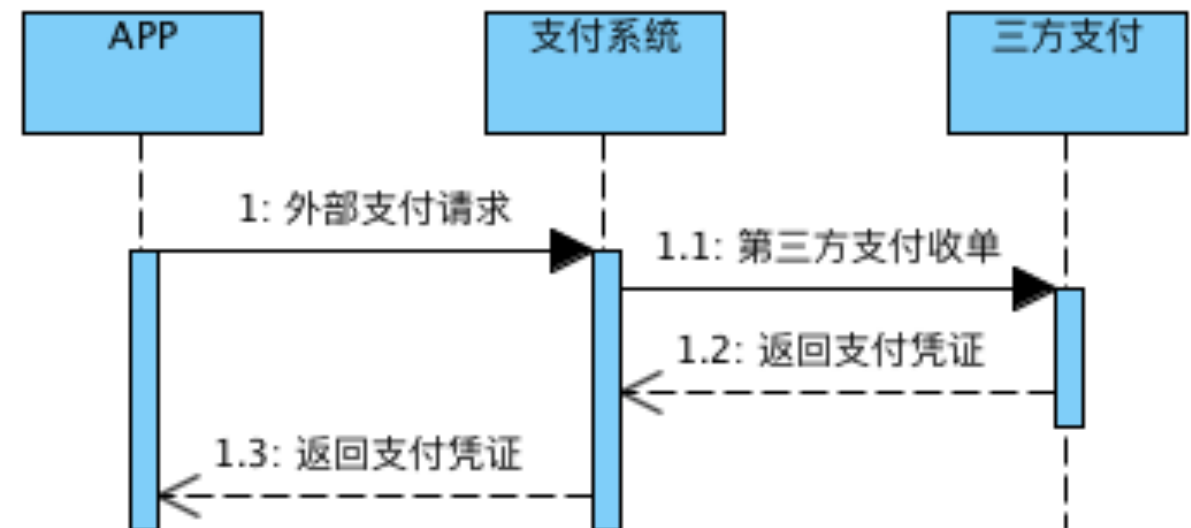 APP
支付系统
三方支付
1: 外部支付请求
1.1: 第三方支付收单
1.2: 返回支付凭证
1.3: 返回支付凭证